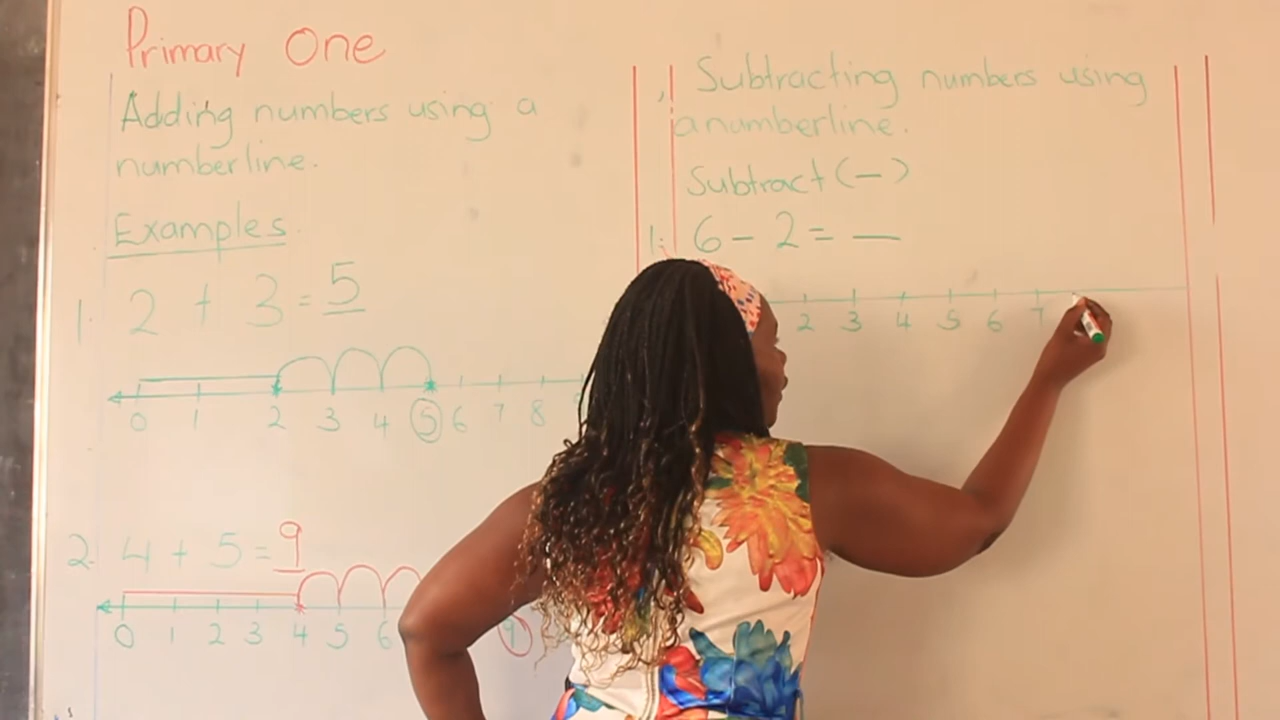 Primary One
Adding numbers using a
numberline.
Examples
1. 2 + 3 = 5
0 1 2 3 4 5 6 7 8
2. 4 + 5 = 9
0 1 2 3 4 5 6 9
Subtracting numbers using
a numberline.
Subtract (-)
1. 6 - 2 = __
2 3 4 5 6 7